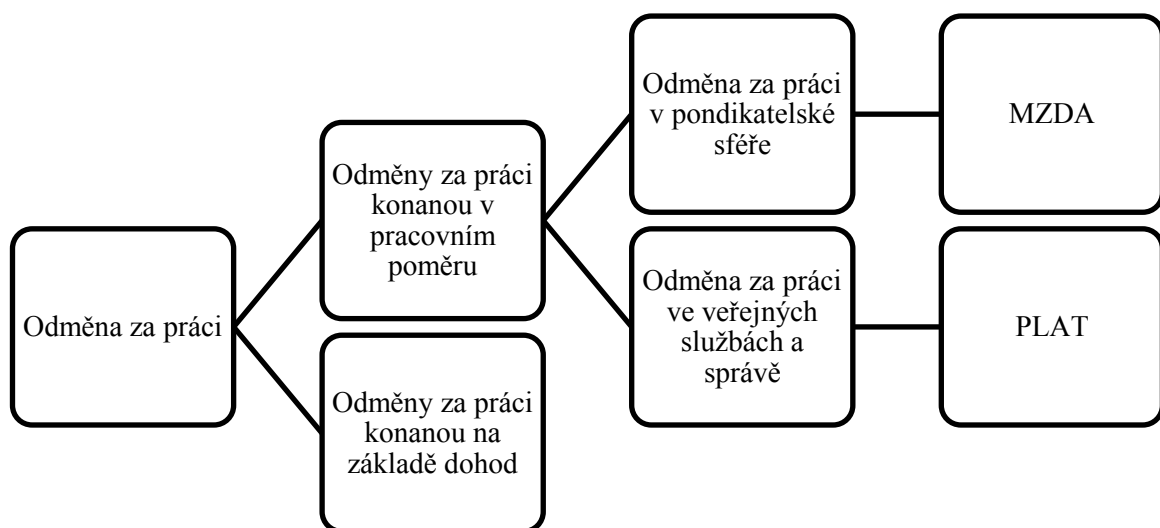 Odměna za práci
Odměny za práci
konanou v
pracovním
poměru
Odměna za práci
v pondikatelské
sféře
MZDA
Odměna za práci
ve veřejných
službách a
správě
PLAT
Odměny za práci
konanou na
základě dohod